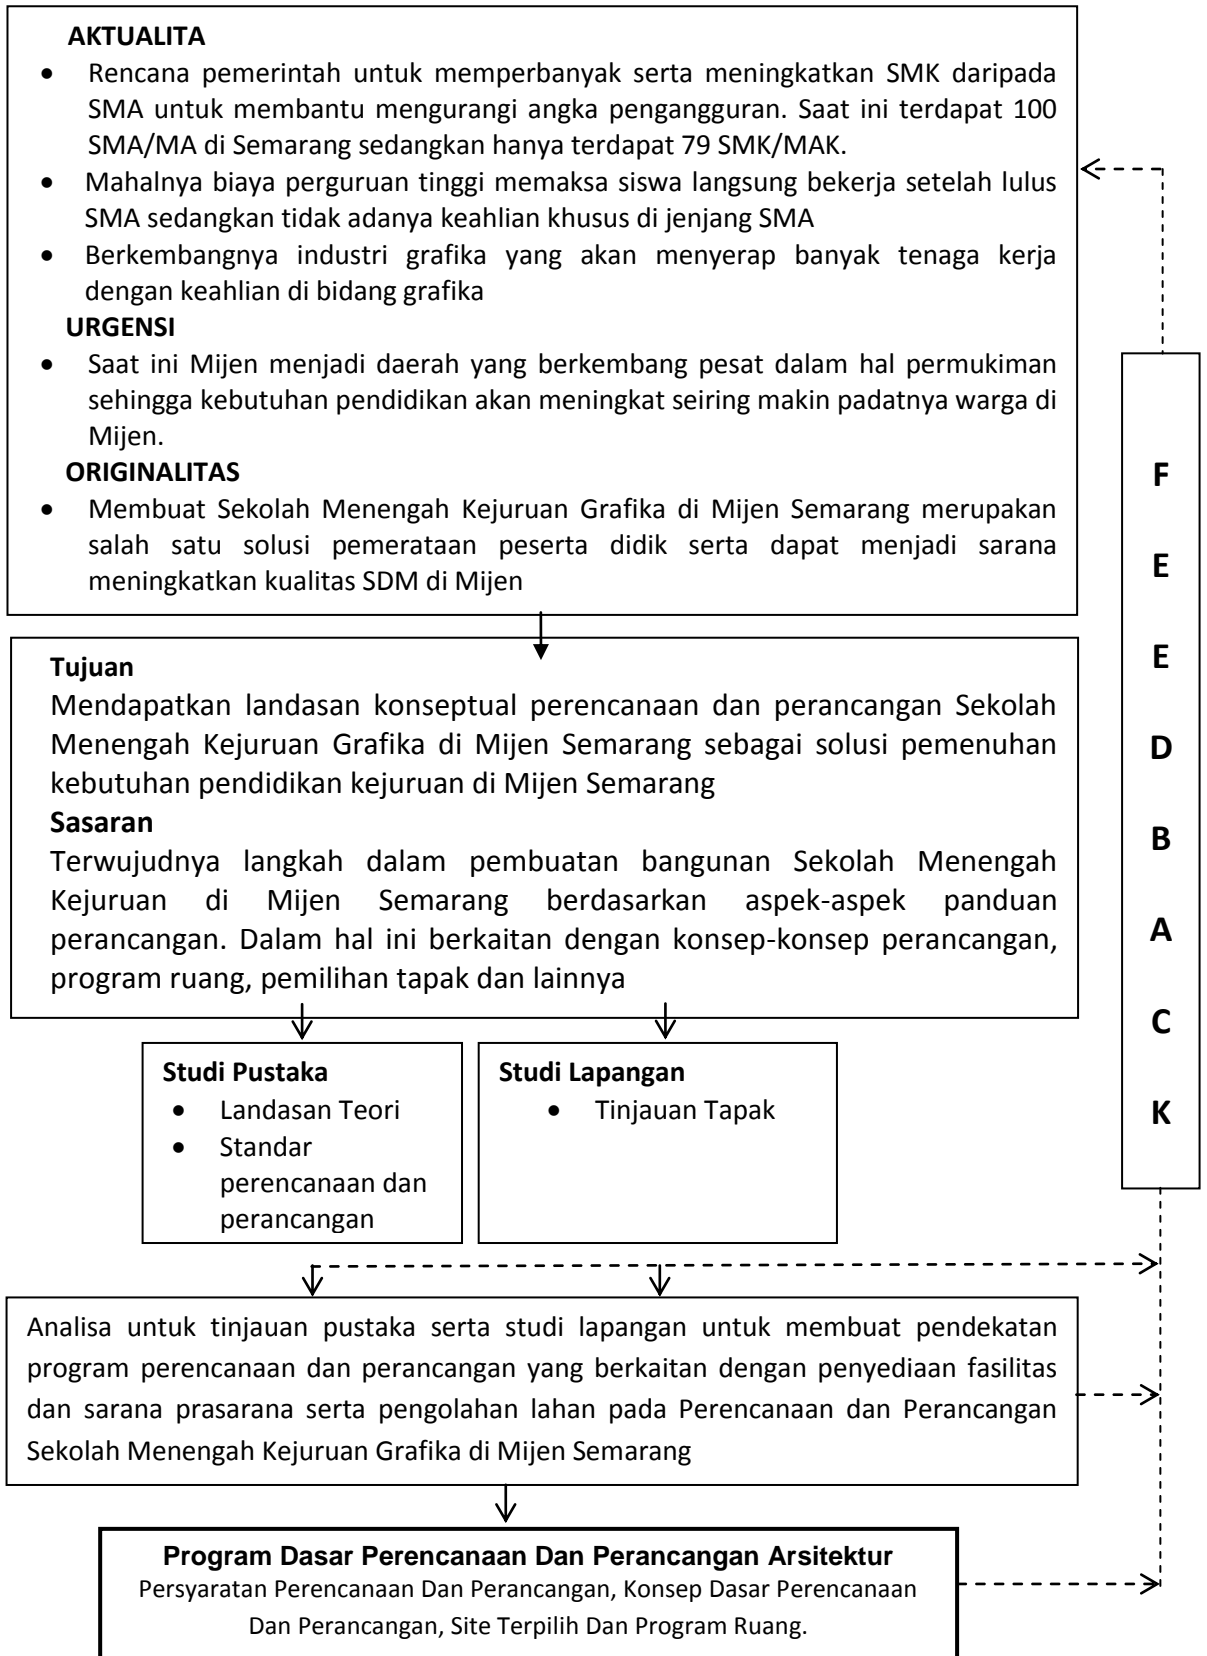 AKTUALITA
• Rencana pemerintah untuk memperbanyak serta meningkatkan SMK daripada
SMA untuk membantu mengurangi angka pengangguran. Saat ini terdapat 100
SMA/MA di Semarang sedangkan hanya terdapat 79 SMK/MAK.
• Mahalnya biaya perguruan tinggi memaksa siswa langsung bekerja setelah lulus
SMA sedangkan tidak adanya keahlian khusus di jenjang SMA
• Berkembangnya industri grafika yang akan menyerap banyak tenaga kerja
dengan keahlian di bidang grafika
URGENSI
• Saat ini Mijen menjadi daerah yang berkembang pesat dalam hal permukiman
sehingga kebutuhan pendidikan akan meningkat seiring makin padatnya warga di
Mijen.
ORIGINALITAS
• Membuat Sekolah Menengah Kejuruan Grafika di Mijen Semarang merupakan
salah satu solusi pemerataan peserta didik serta dapat menjadi sarana
meningkatkan kualitas SDM di Mijen
Tujuan
Mendapatkan landasan konseptual perencanaan dan perancangan Sekolah
Menengah Kejuruan Grafika di Mijen Semarang sebagai solusi pemenuhan
kebutuhan pendidikan kejuruan di Mijen Semarang
Sasaran
Terwujudnya langkah dalam pembuatan bangunan Sekolah Menengah
Kejuruan di Mijen Semarang berdasarkan aspek-aspek panduan
perancangan. Dalam hal ini berkaitan dengan konsep-konsep perancangan,
program ruang, pemilihan tapak dan lainnya
Studi Pustaka
• Landasan Teori
• Standar
perencanaan dan
perancangan
Studi Lapangan
• Tinjauan Tapak
Analisa untuk tinjauan pustaka serta studi lapangan untuk membuat pendekatan
program perencanaan dan perancangan yang berkaitan dengan penyediaan fasilitas
dan sarana prasarana serta pengolahan lahan pada Perencanaan dan Perancangan
Sekolah Menengah Kejuruan Grafika di Mijen Semarang
Program Dasar Perencanaan Dan Perancangan Arsitektur
Persyaratan Perencanaan Dan Perancangan, Konsep Dasar Perencanaan
Dan Perancangan, Site Terpilih Dan Program Ruang.
F
E
E
D
B
A
C
K